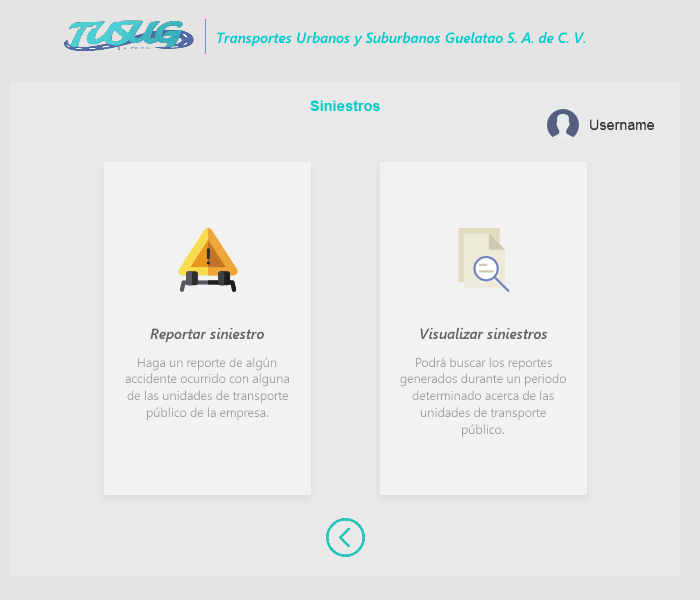 TUSUG
Transportes Urbanos y Suburbanos Guelatao S. A. de C. V.
Siniestros
Username
Reportar siniestro
Haga un reporte de algún
accidente ocurrido con alguna
de las unidades de transporte
público de la empresa.
Visualizar siniestros
Podrá buscar los reportes
generados durante un periodo
determinado acerca de las
unidades de transporte
público.